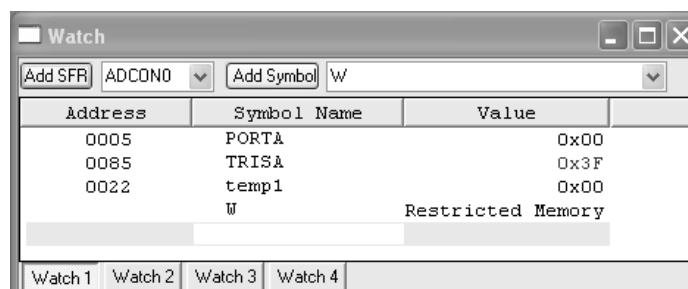 Watch
Add SFR ADCON0 Add Symbol W
Address Symbol Name Value
0005 PORTA 0x00
0085 TRISA 0x3F
0022 temp1 0x00
W Restricted Memory
Watch 1 Watch 2 Watch 3 Watch 4